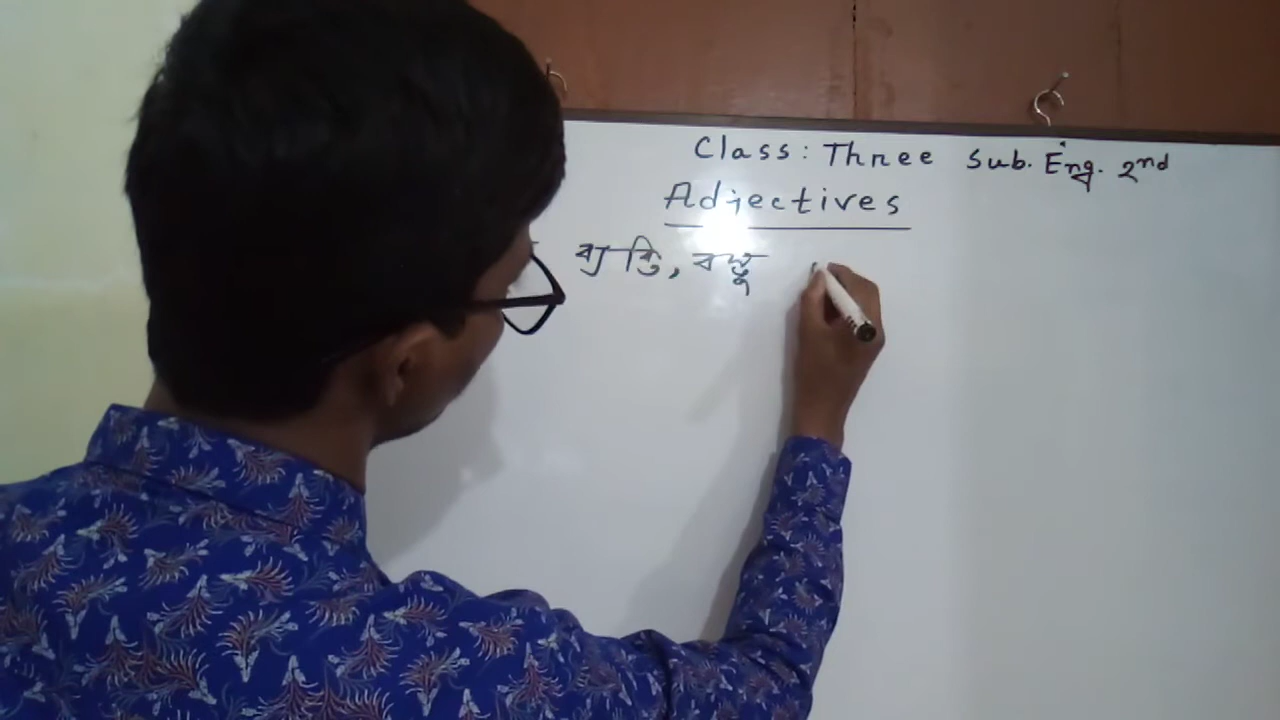 Class: Three Sub. Eng. 2nd
Adjectives
ব্যক্তি, বস্তু